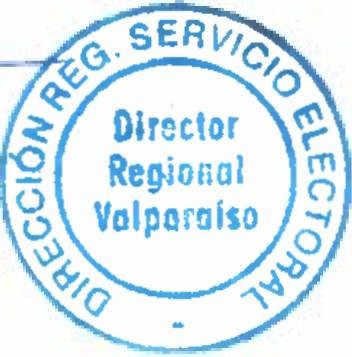 DIRECCIÓN REG. SERVICIO ELECTORAL
Director
Regional
Valparaíso